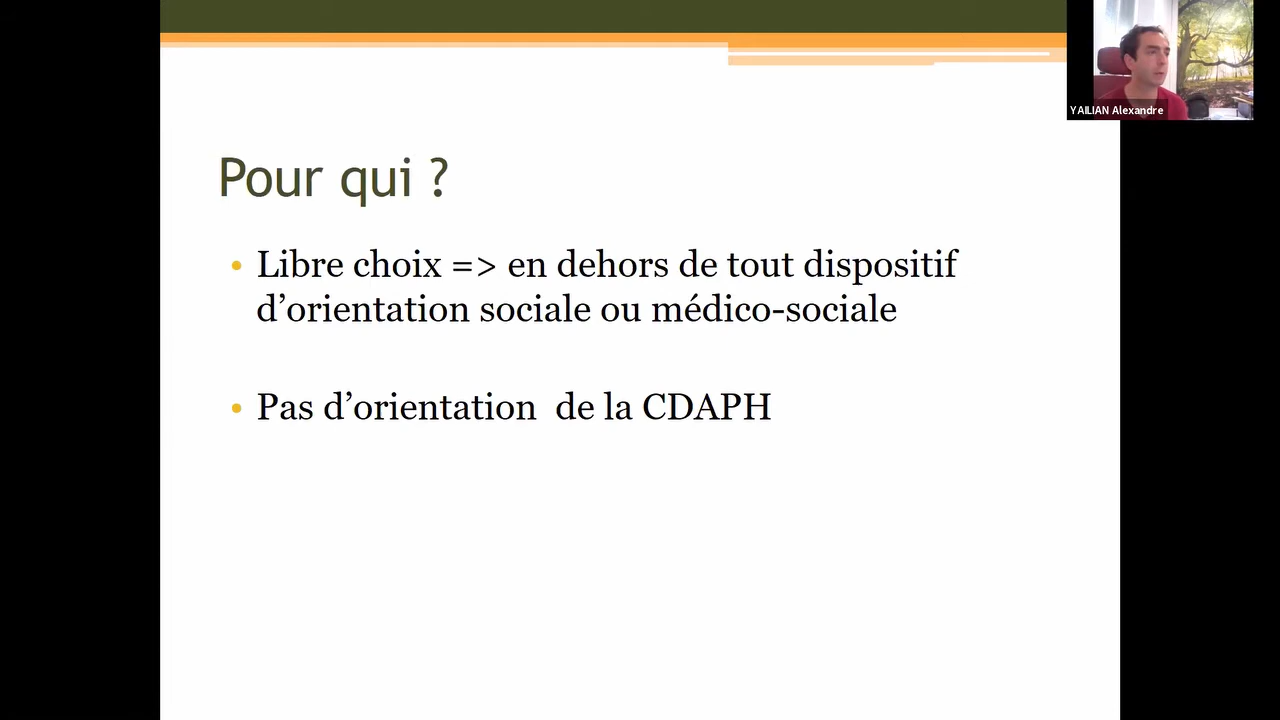 YAILIAN Alexandre
Pour qui ?
• Libre choix => en dehors de tout dispositif
d’orientation sociale ou médico-sociale
• Pas d’orientation  de la CDAPH